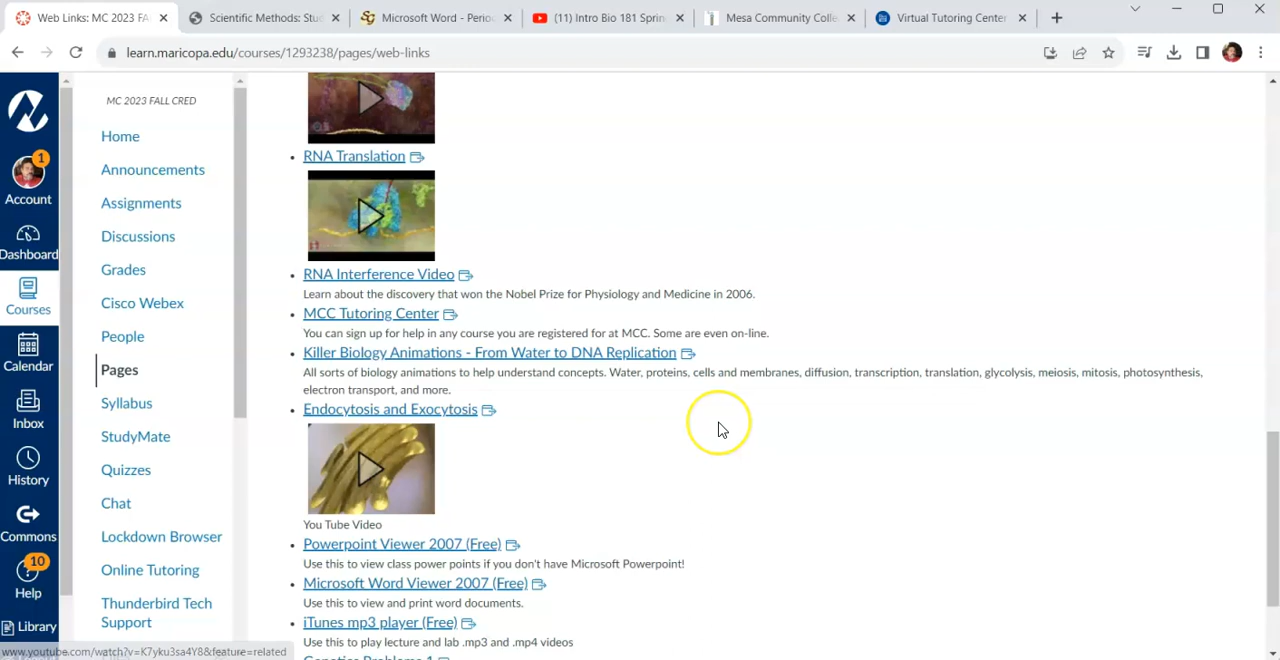 Web Links: MC 2023 FA
Scientific Methods: Stu
Microsoft Word - Perio
(11) Intro Bio 181 Sprin
Mesa Community Colle
Virtual Tutoring Cente
learn.maricopa.edu/courses/1293238/pages/web-links
1
Account
Dashboard
Courses
Calendar
Inbox
History
Commons
10
Help
Library
MC 2023 FALL CRED
Home
Announcements
Assignments
Discussions
Grades
Cisco Webex
People
Pages
Syllabus
StudyMate
Quizzes
Chat
Lockdown Browser
Online Tutoring
Thunderbird Tech
Support
RNA Translation
RNA Interference Video
Learn about the discovery that won the Nobel Prize for Physiology and Medicine in 2006.
MCC Tutoring Center
You can sign up for help in any course you are registered for at MCC. Some are even on-line.
Killer Biology Animations - From Water to DNA Replication
All sorts of biology animations to help understand concepts. Water, proteins, cells and membranes, diffusion, transcription, translation, glycolysis, meiosis, mitosis, photosynthesis,
electron transport, and more.
Endocytosis and Exocytosis
You Tube Video
Powerpoint Viewer 2007 (Free)
Use this to view class power points if you don't have Microsoft Powerpoint!
Microsoft Word Viewer 2007 (Free)
Use this to view and print word documents.
iTunes mp3 player (Free)
Use this to play lecture and lab .mp3 and .mp4 videos
Genetics Problems 1
www.youtube.com/watch?v=K7yku3sa4Y8&feature=related